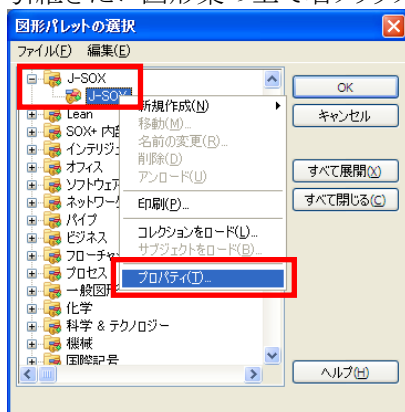 図形パレットの選択
ファイル(F) 編集(E)
J-SOX
J-SOX
Lean
SOX+ 内部
インテリジ
オフィス
ソフトウェア
ネットワーク
パイプ
ビジネス
フローチャ
プロセス
一般図形
化学
科学 & テクノロジー
機械
国際記号
新規作成(N)
移動(M)...
名前の変更(R)...
削除(D)
アンロード(U)
印刷(P)...
コレクションをロード(L)...
サブジェクトをロード(B)...
プロパティ(T)...
OK
キャンセル
すべて展開(X)
すべて閉じる(C)
ヘルプ(H)